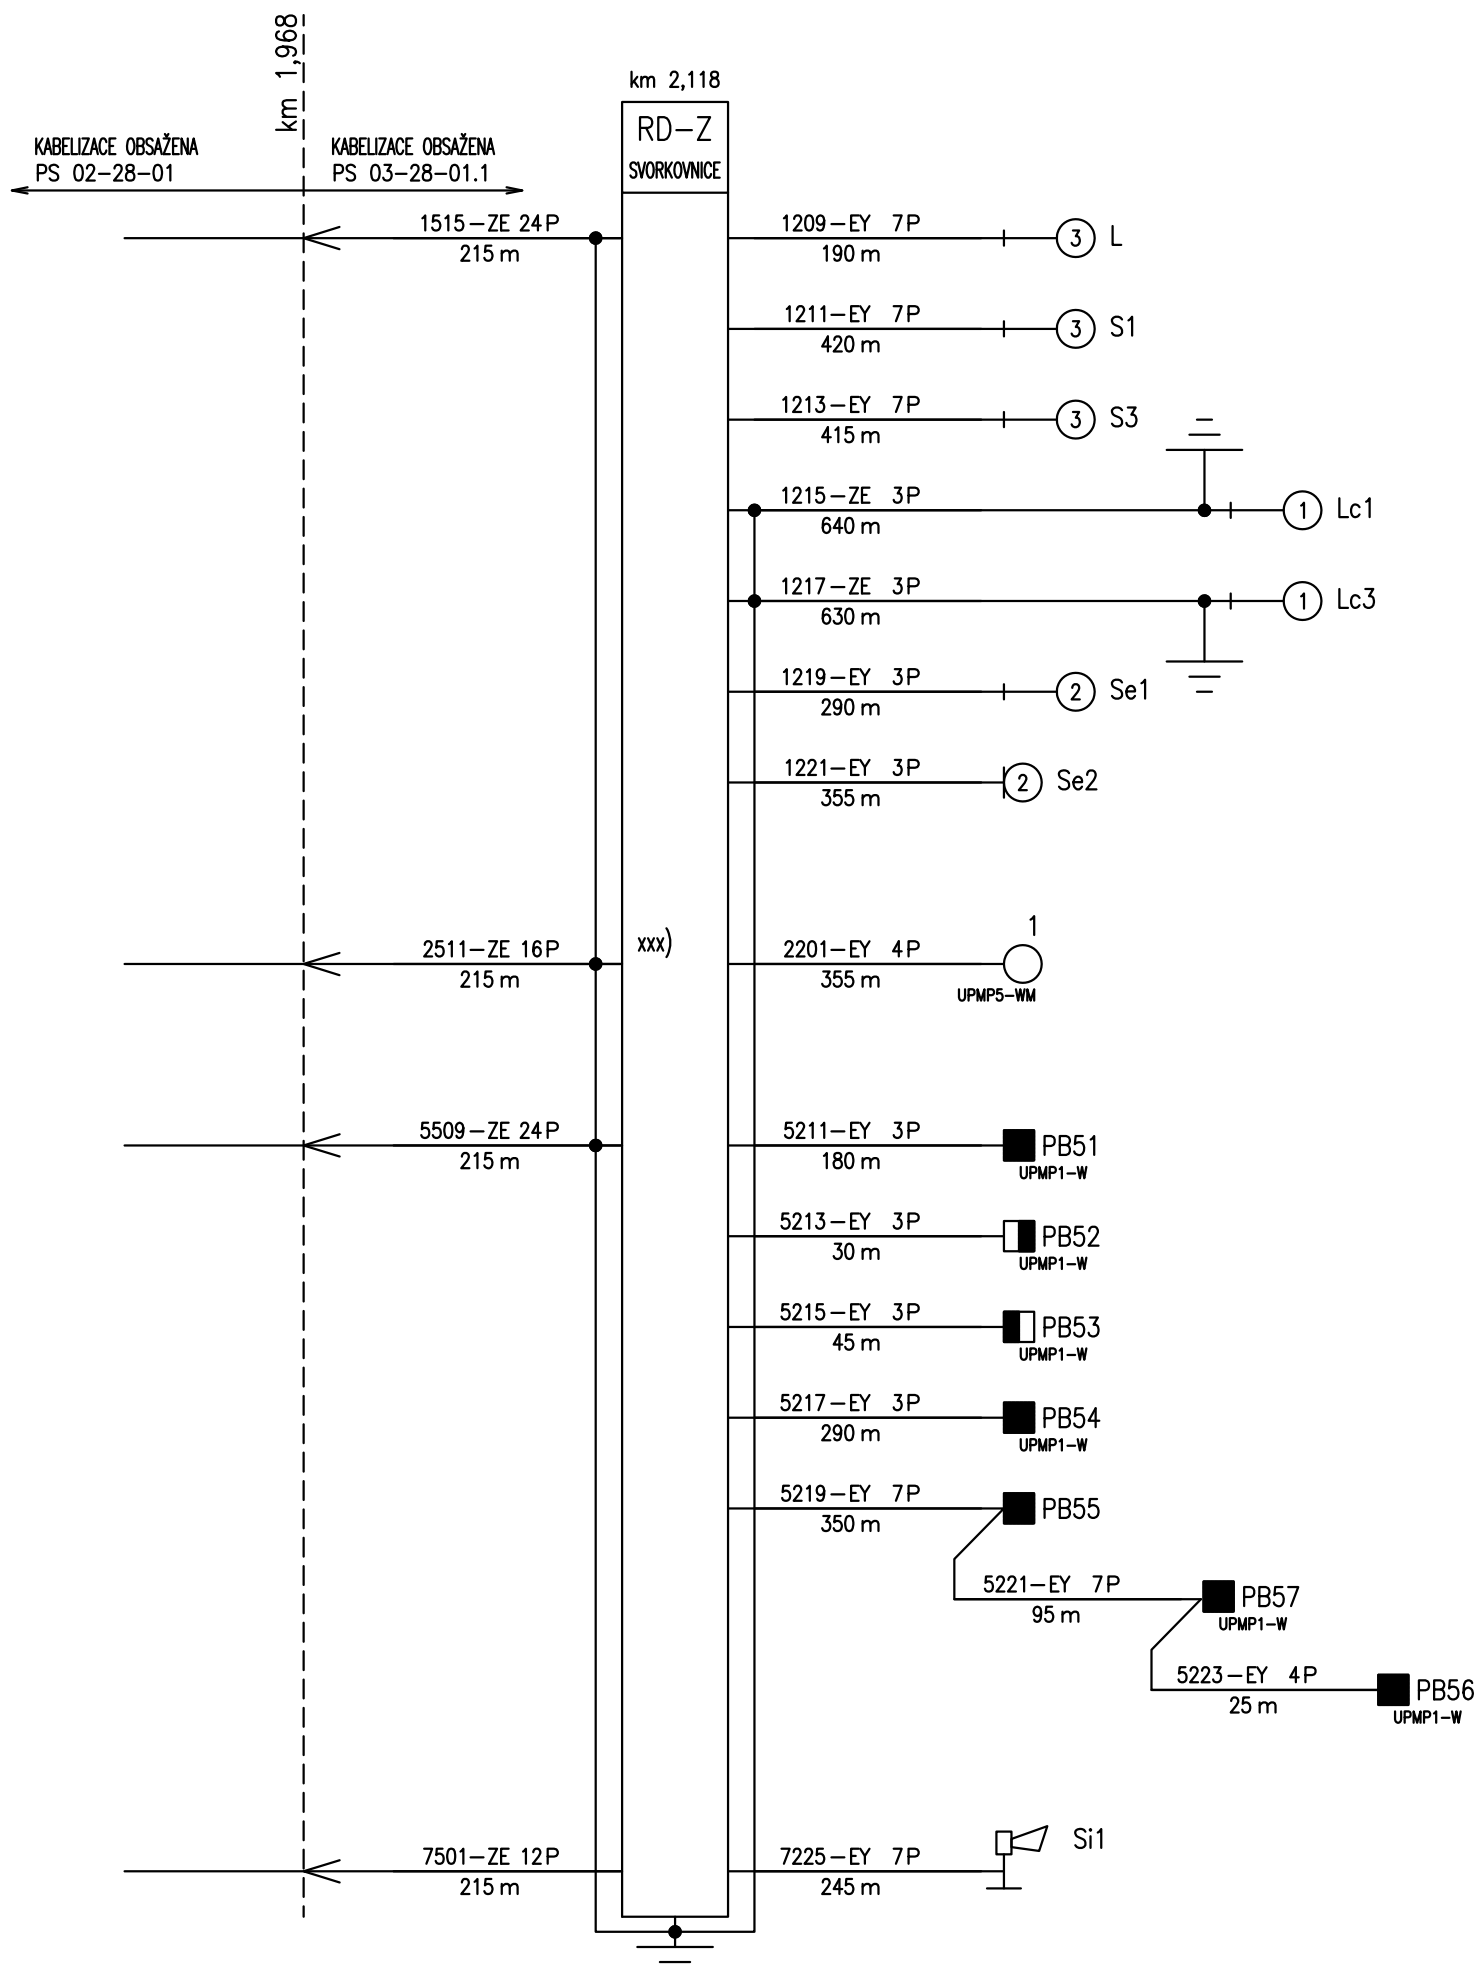 km 1,968
km 2,118
RD-Z
SVORKOVNICE
KABELIZACE OBSAŽENA
PS 02-28-01
KABELIZACE OBSAŽENA
PS 03-28-01.1
1515-ZE 24P
215 m
1209-EY 7P
190 m
3 L
1211-EY 7P
420 m
3 S1
1213-EY 7P
415 m
3 S3
1215-ZE 3P
640 m
1 Lc1
1217-ZE 3P
630 m
1 Lc3
1219-EY 3P
290 m
2 Se1
1221-EY 3P
355 m
2 Se2
2511-ZE 16P
215 m
xxx)
2201-EY 4P
355 m
1
UPMP5-WM
5509-ZE 24P
215 m
5211-EY 3P
180 m
PB51
UPMP1-W
5213-EY 3P
30 m
PB52
UPMP1-W
5215-EY 3P
45 m
PB53
UPMP1-W
5217-EY 3P
290 m
PB54
UPMP1-W
5219-EY 7P
350 m
PB55
5221-EY 7P
95 m
PB57
UPMP1-W
5223-EY 4P
25 m
PB56
UPMP1-W
7501-ZE 12P
215 m
7225-EY 7P
245 m
Si1